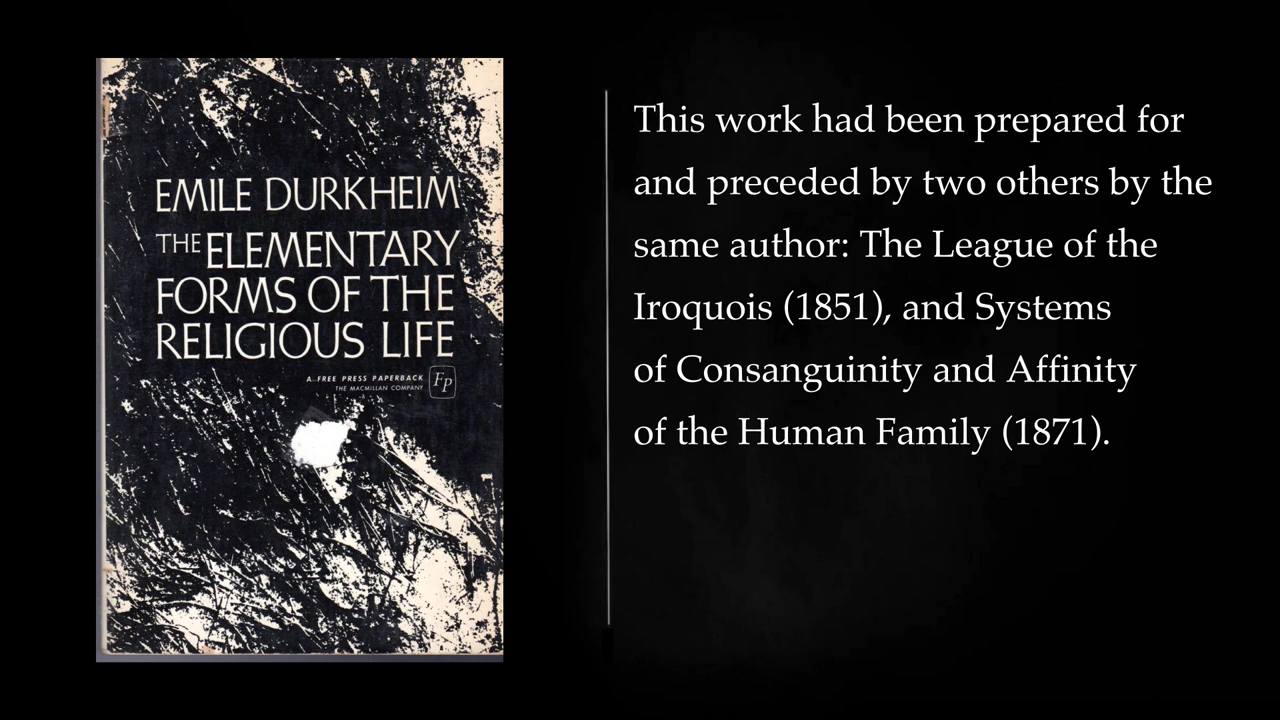 EMILE DURKHEIM
THE ELEMENTARY
FORMS OF THE
RELIGIOUS LIFE
A FREE PRESS PAPERBACK
THE MACMILLAN COMPANY
Fp
This work had been prepared for
and preceded by two others by the
same author: The League of the
Iroquois (1851), and Systems
of Consanguinity and Affinity
of the Human Family (1871).